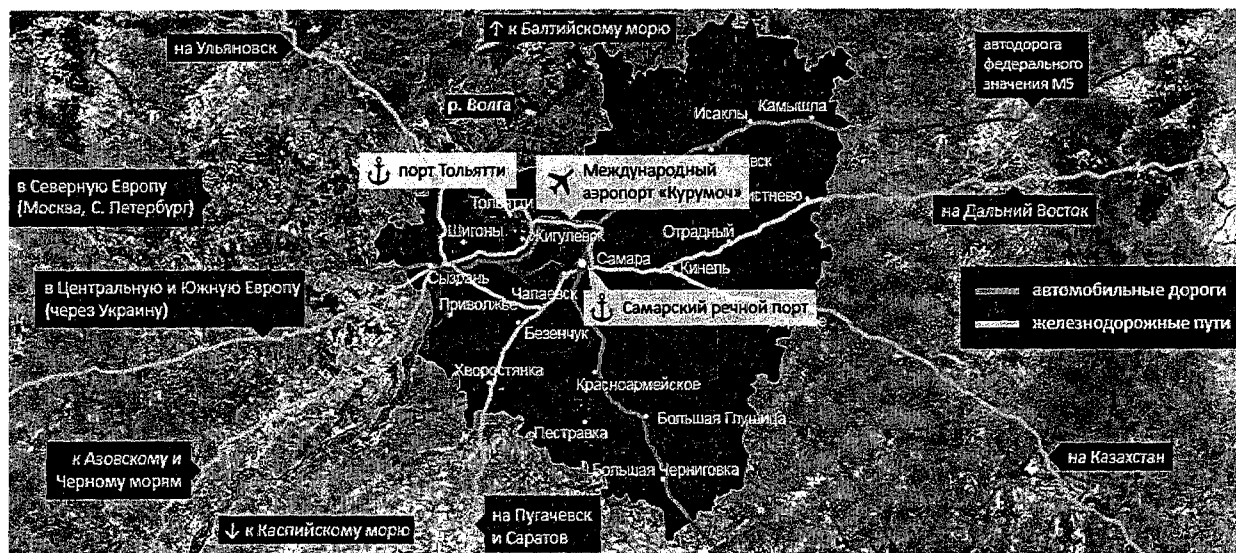 ↑ к Балтийскому морю
на Ульяновск
автодорога
федерального
значения М5
р. Волга
Камышла
Исаклы
порт Тольятти
Международный
аэропорт «Курумоч»
в Северную Европу
(Москва, С. Петербург)
Тольятти
на Дальний Восток
Шигоны
Отрадный
Самара
Кинель
Сызрань
в Центральную и Южную Европу
(через Украину)
Чапаевск
автомобильные дороги
Приволжье
Самарский речной порт
железнодорожные пути
Безенчук
Хворостянка
Красноармейское
Большая Глушица
Пестравка
к Азовскому и
Черному морям
Большая Черниговка
на Казахстан
↓ к Каспийскому морю
на Пугачевск
и Саратов